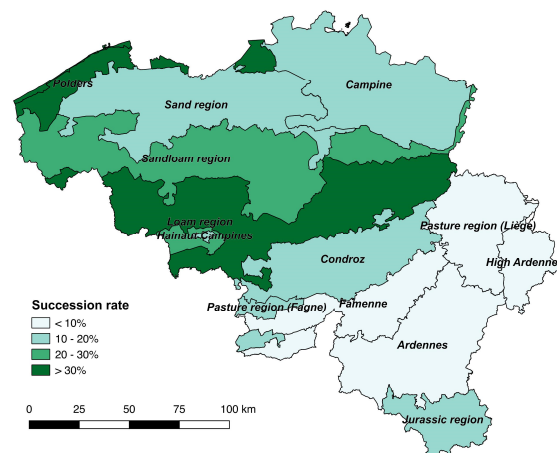 Polders
Campine
Sand region
Sandloam region
Loam region
Hainaut Campines
Pasture region (Liège)
Condroz
High Ardenne
Pasture region (Fagne)
Famenne
Ardennes
Jurassic region
Succession rate
< 10%
10 - 20%
20 - 30%
> 30%
0 25 50 75 100 km